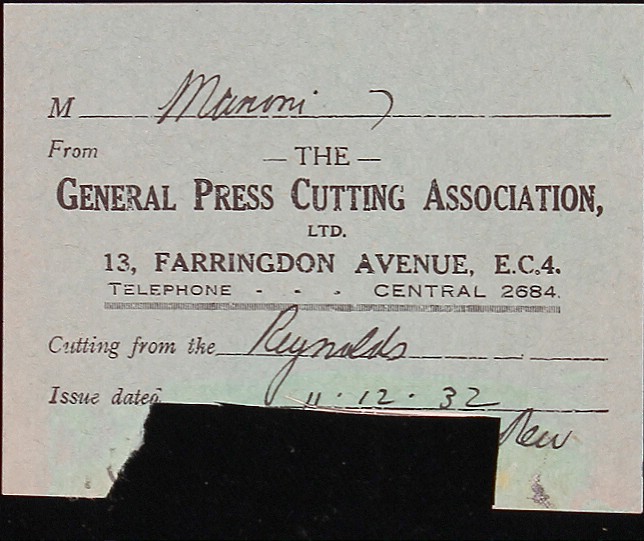 M Manoni
From
— THE —
GENERAL PRESS CUTTING ASSOCIATION,
LTD.
13, FARRINGDON AVENUE, E.C.4.
TELEPHONE - - - CENTRAL 2684.
Cutting from the Reynolds
Issue dated 11.12.32